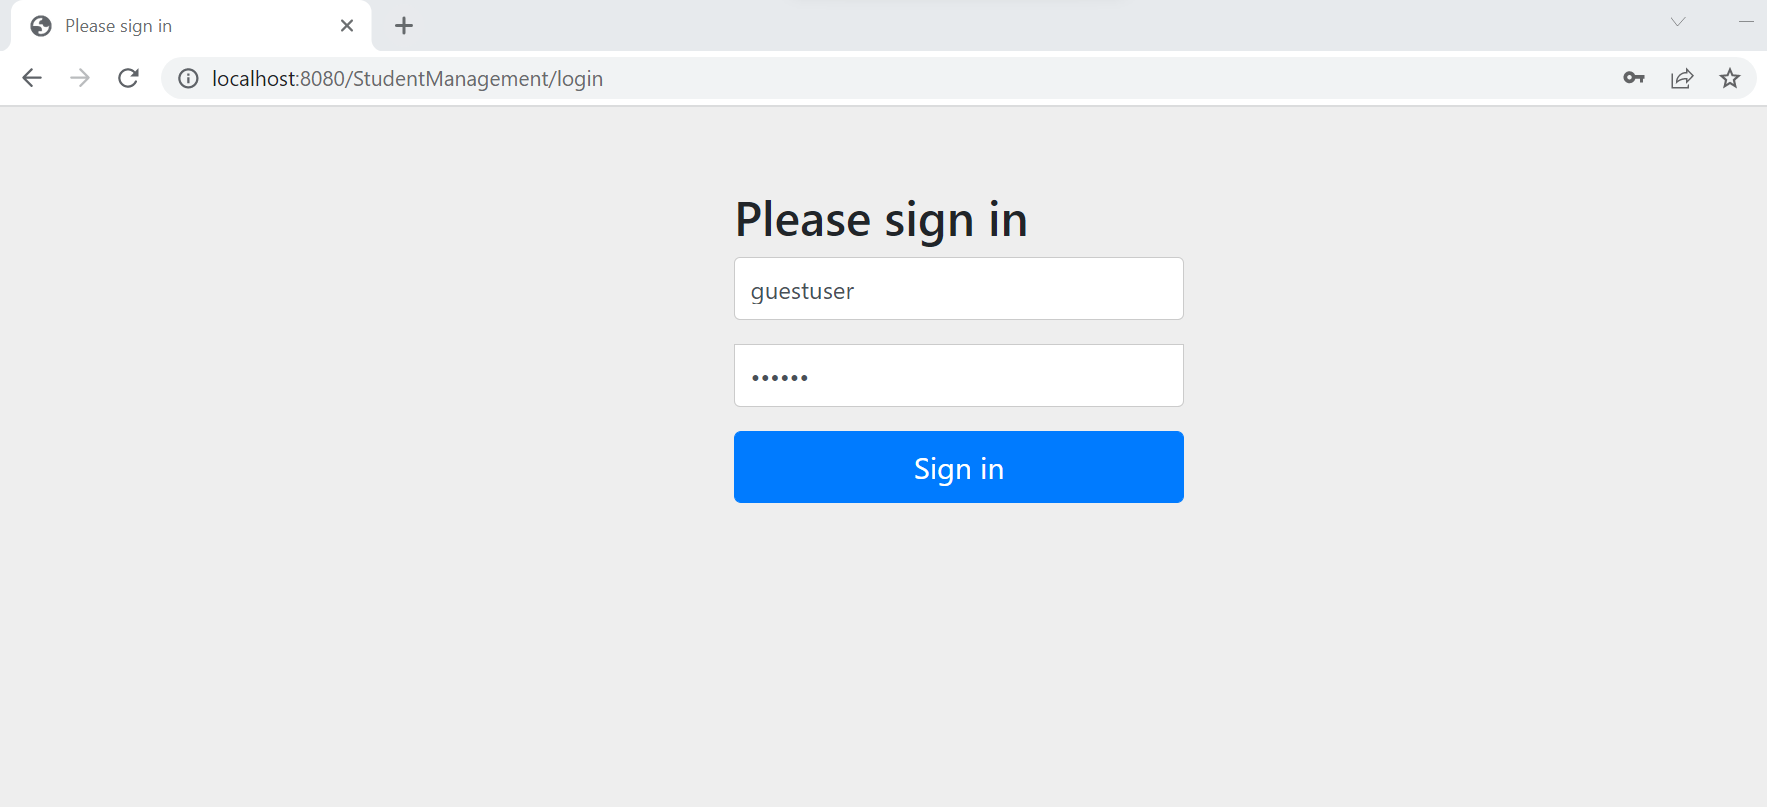 Please sign in
localhost:8080/StudentManagement/login
Please sign in
guestuser
••••••
Sign in